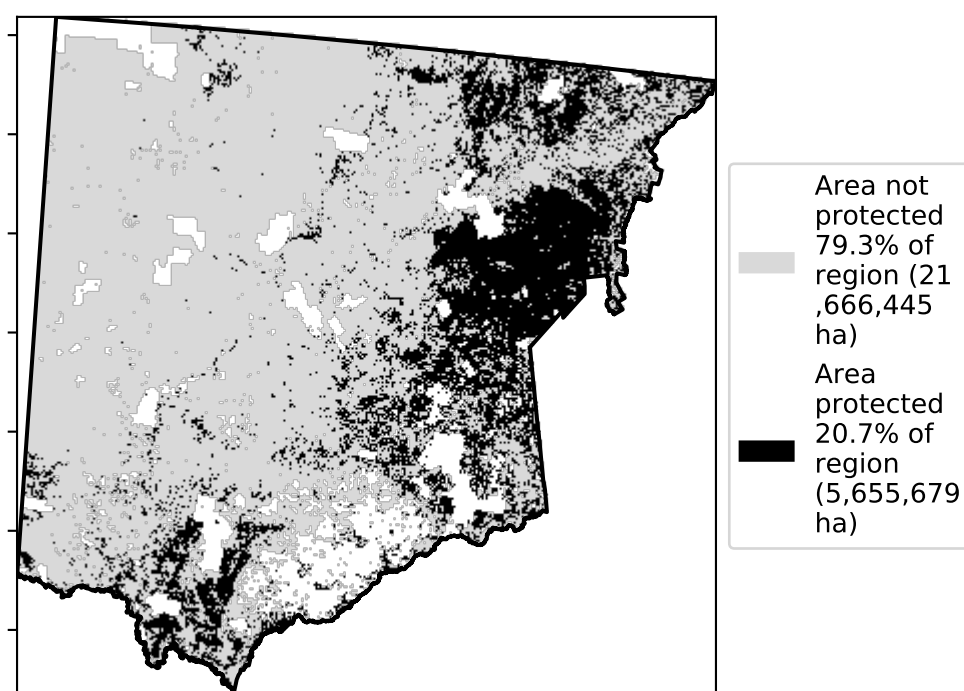 Area not
protected
79.3% of
region (21
,666,445
ha)
Area
protected
20.7% of
region
(5,655,679
ha)